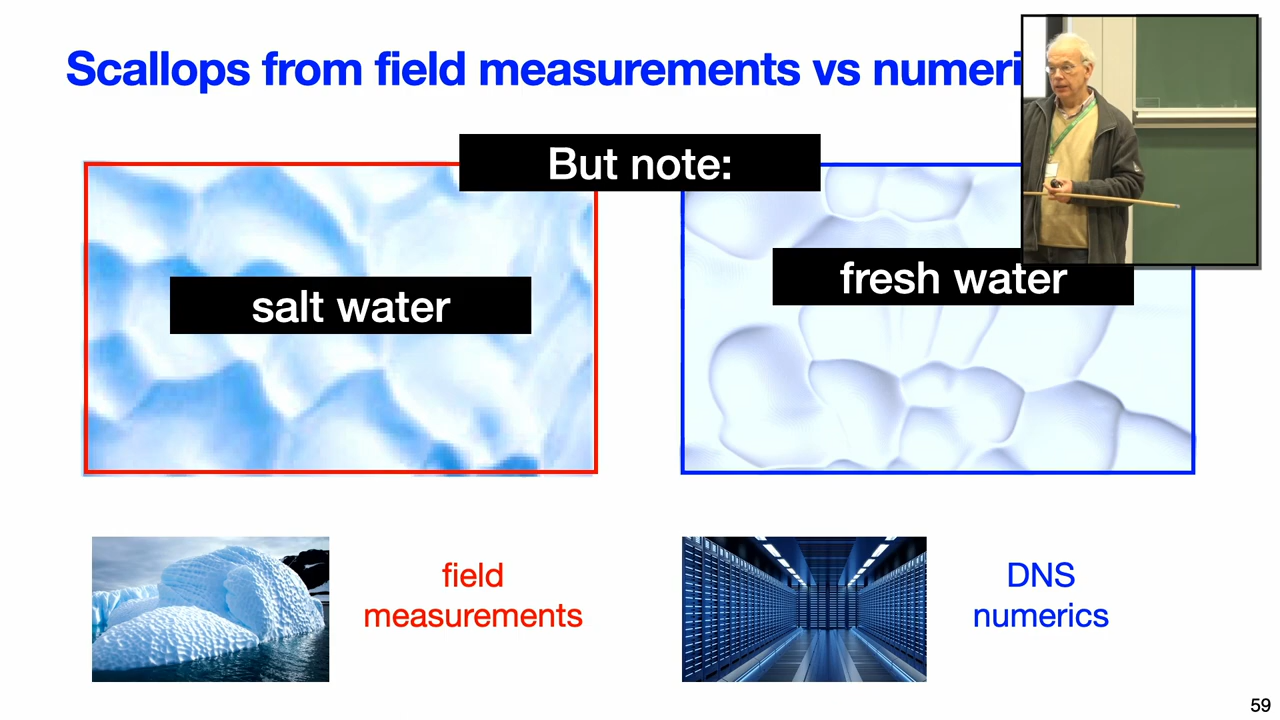 Scallops from field measurements vs numeri
But note:
salt water
fresh water
field
measurements
DNS
numerics
59